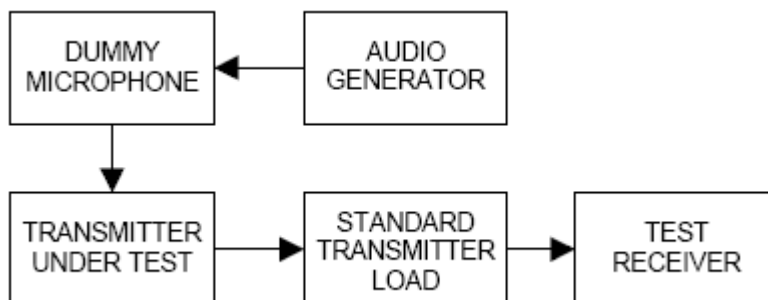 DUMMY
MICROPHONE
AUDIO
GENERATOR
TRANSMITTER
UNDER TEST
STANDARD
TRANSMITTER
LOAD
TEST
RECEIVER